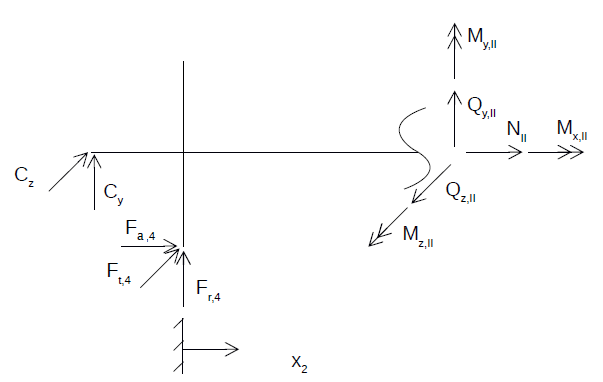 M_y,II
Q_y,II
N_II
M_x,II
C_z
C_y
Q_z,II
F_a,4
M_z,II
F_t,4
F_r,4
x_2